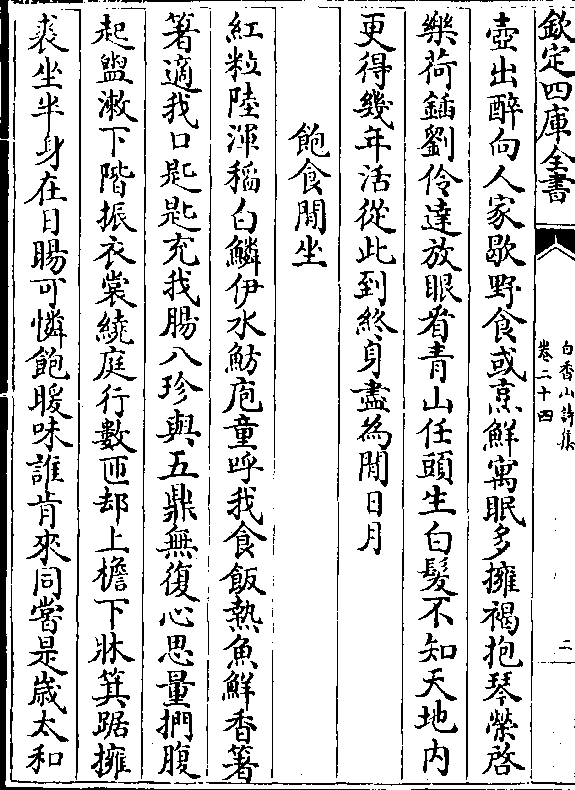 欽定四庫全書
白香山詩集
卷二十四
二
壺出醉向人家歇野食或烹鮮寓眠多擁褐抱琴榮啓
樂荷鍤劉伶達放眼看青山任頭生白髮不知天地内
更得幾年活從此到終身盡為閒日月
飽食閒坐
紅粒陸渾稻白鱗伊水魴庖童呼我食飯熱魚鮮香箸
箸適我口匙匙充我腸八珍與五鼎無復心思量捫腹
起盥漱下階振衣裳繞庭行數匝却上檐下牀箕踞擁
裘坐半身在日暘可憐飽暖味誰肯來同嘗是歲太和